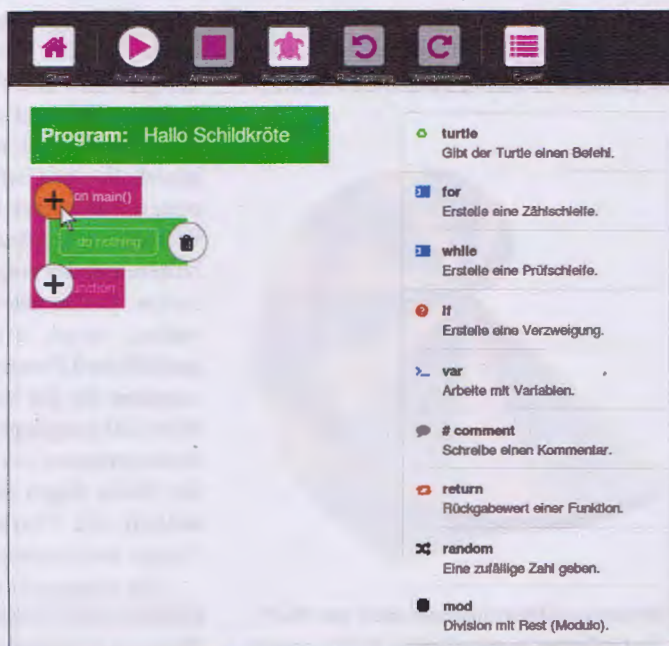 Start
Program: Hallo Schildkröte
on main()
do nothing
unction
turtle
Gibt der Turtle einen Befehl.
for
Erstelle eine Zählschleife.
while
Erstelle eine Prüfschleife.
if
Erstelle eine Verzweigung.
var
Arbeite mit Variablen.
# comment
Schreibe einen Kommentar.
return
Rückgabewert einer Funktion.
random
Eine zufällige Zahl geben.
mod
Division mit Rest (Modulo).